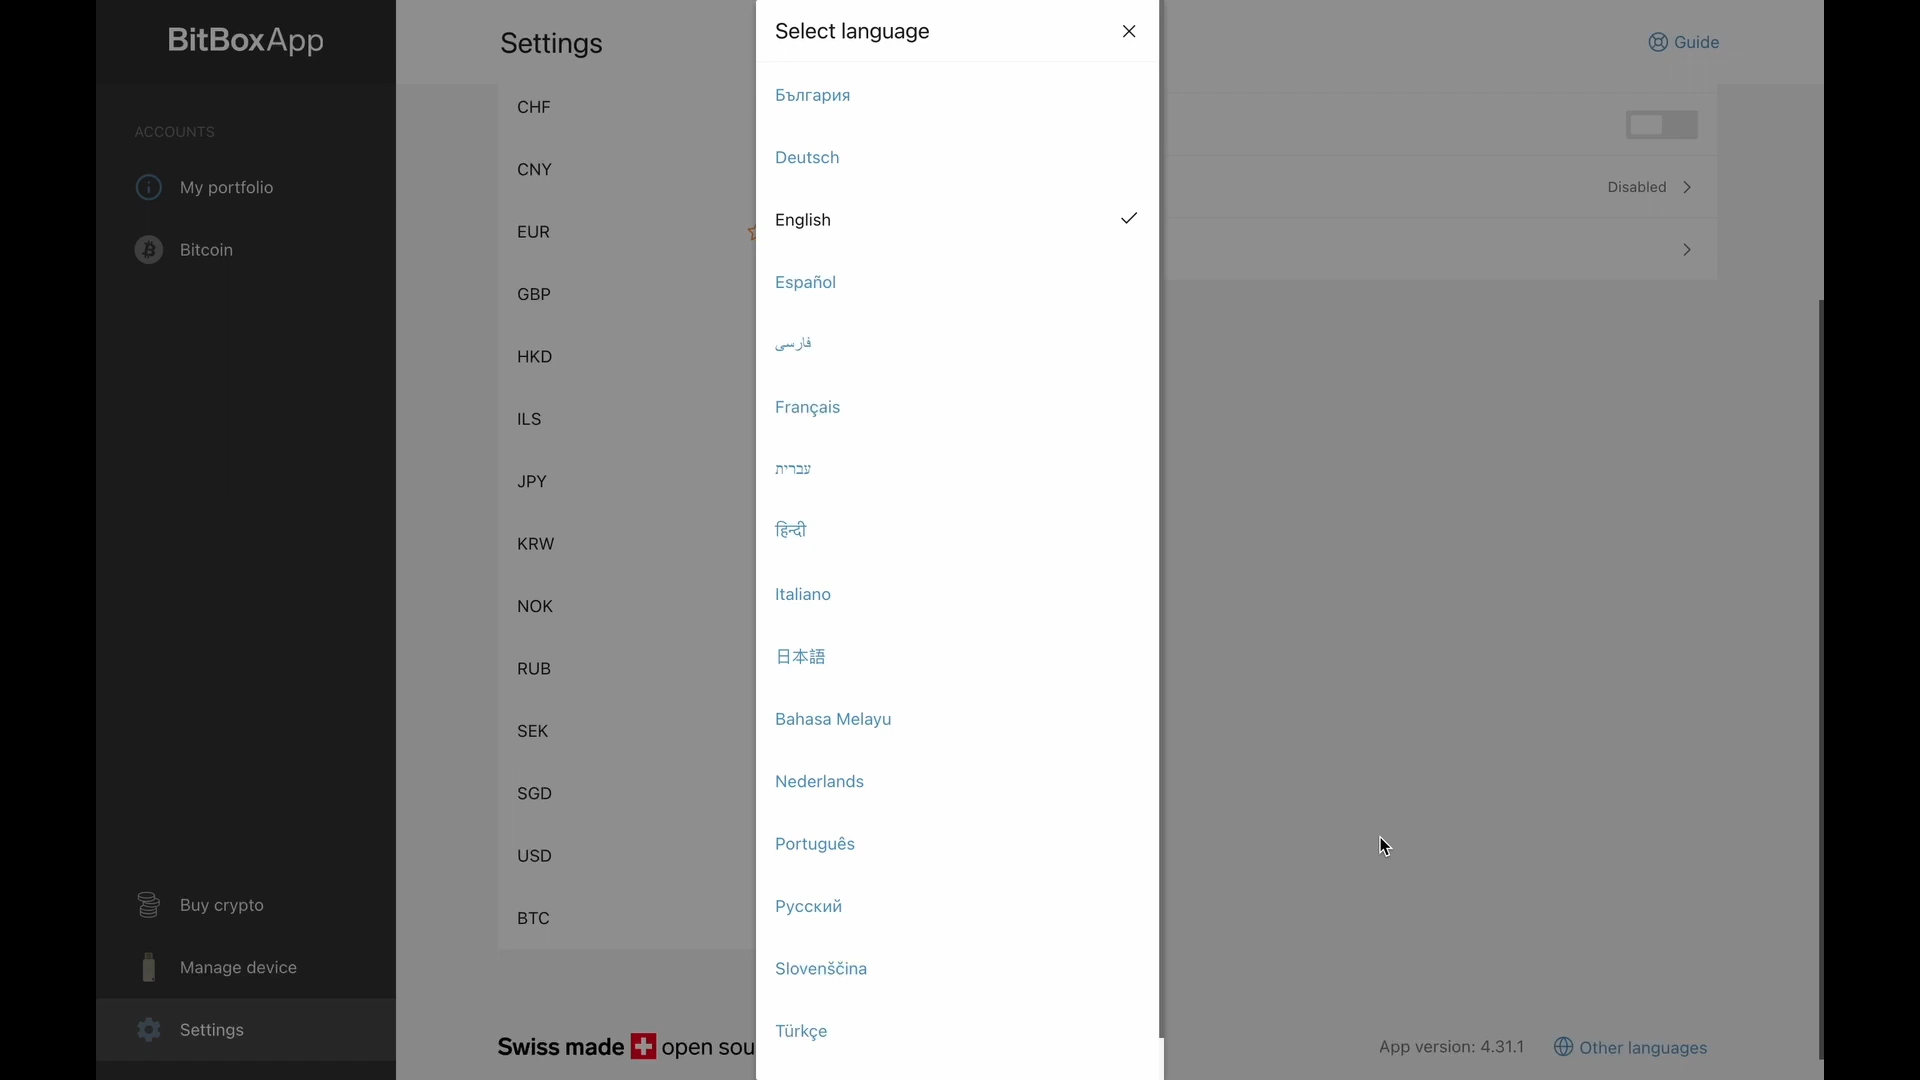 BitBoxApp
ACCOUNTS
My portfolio
Bitcoin
Buy crypto
Manage device
Settings
Settings
Guide
CHF
CNY
EUR
GBP
HKD
ILS
JPY
KRW
NOK
RUB
SEK
SGD
USD
BTC
Select language
България
Deutsch
English
Español
فارسی
Français
עברית
हिन्दी
Italiano
日本語
Bahasa Melayu
Nederlands
Português
Русский
Slovenščina
Türkçe
Disabled
Swiss made open sou
App version: 4.31.1
Other languages